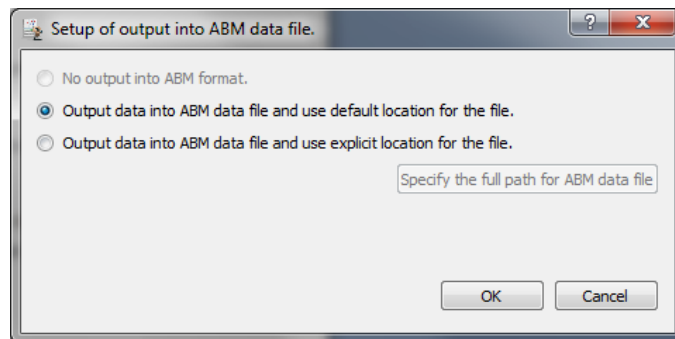 Setup of output into ABM data file.
?
X
No output into ABM format.
Output data into ABM data file and use default location for the file.
Output data into ABM data file and use explicit location for the file.
Specify the full path for ABM data file
OK
Cancel